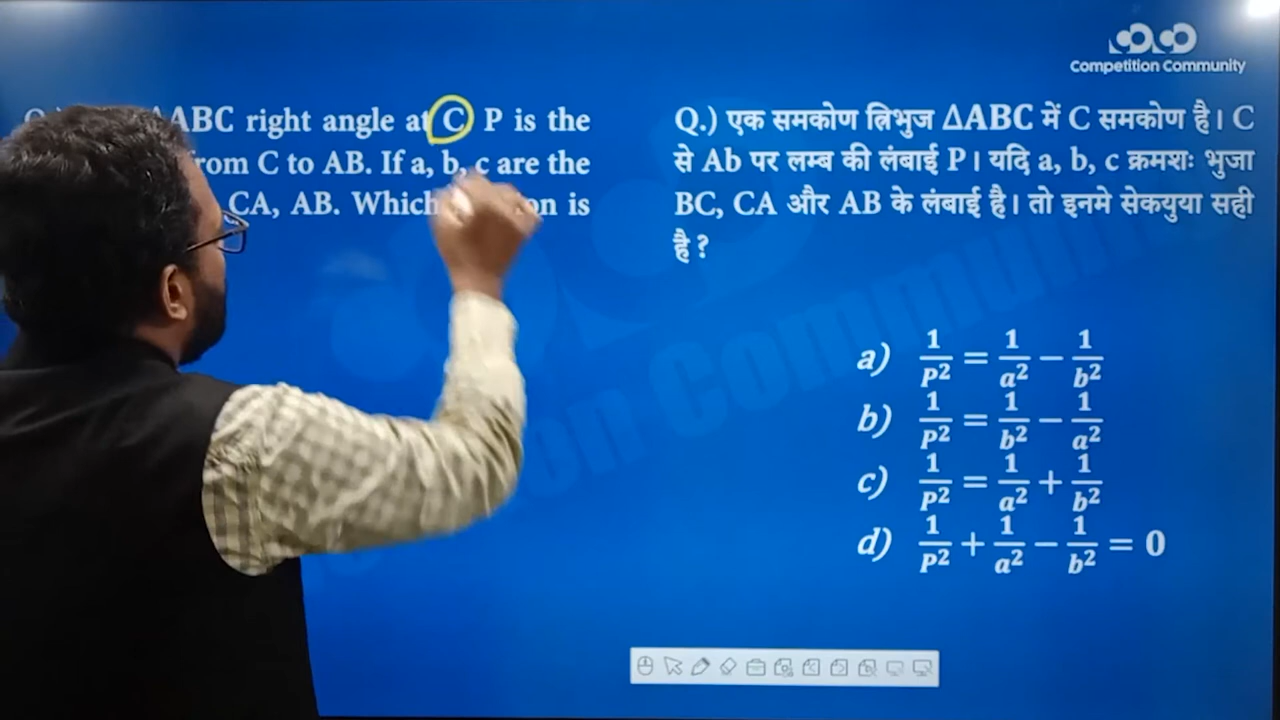 Competition Community
ABC right angle at C P is the
from C to AB. If a, b, c are the
CA, AB. Which on is
Q.) एक समकोण त्रिभुज ΔABC में C समकोण है। C
से Ab पर लम्ब की लंबाई P। यदि a, b, c क्रमशः भुजा
BC, CA और AB के लंबाई है। तो इनमे सेकयुया सही
है ?
a) 1/P² = 1/a² − 1/b²
b) 1/P² = 1/b² − 1/a²
c) 1/P² = 1/a² + 1/b²
d) 1/P² + 1/a² − 1/b² = 0